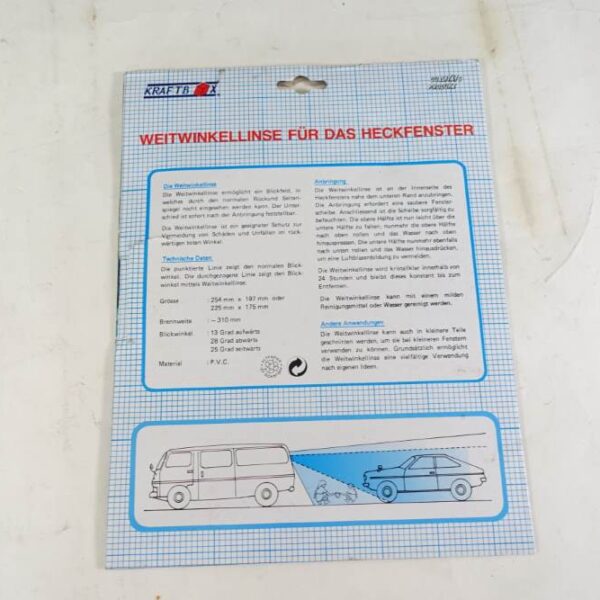 KRAFTB X
WEITWINKELLINSE FÜR DAS HECKFENSTER
Die Weitwinkellinse
Die Weitwinkellinse ermöglicht ein Blickfeld, in
welches durch den normalen Rückund Seiten-
spiegel nicht eingesehen werden kann. Der Unter
schied ist sofort nach der Anbringung feststellbar.
Die Weitwinkellinse ist ein geeigneter Schutz zur
Vermeidung von Schäden und Unfällen im rück-
wärtigen toten Winkel.
Technische Daten:
Die punktierte Linie zeigt den normalen Blick-
winkel. Die durchgezogene Linie zeigt den Blick-
winkel mittels Weitwinkellinse.
Grösse : 254 mm x 197 mm oder
225 mm x 175 mm
Brennweite : – 310 mm
Blickwinkel : 13 Grad aufwärts
28 Grad abwärts
25 Grad seitwärts
Material : P.V.C.
Anbringung
Die Weitwinkellinse ist an der Innenseite des
Heckfensters nahe dem unteren Rand anzubringen.
Die Anbringung erfordert eine saubere Fenster-
scheibe. Anschliessend ist die Scheibe sorgfältig zu
befeuchten. Die obere Hälfte ist nun leicht über die
untere Hälfte zu falten; nunmehr die obere Hälfte
nach oben rollen und das Wasser nach oben
hinauspressen. Die untere Hälfte nunmehr ebenfalls
nach unten rollen und das Wasser hinausdrücken,
um eine Luftblasenbildung zu vermeiden.
Die Weitwinkellinse wird kristallklar innerhalb von
24 Stunden und bleibt dieses konstant bis zum
Entfernen.
Die Weitwinkellinse kann mit einem milden
Reinigungsmittel oder Wasser gereinigt werden.
Andere Anwendungen:
Die Weitwinkellinse kann auch in kleinere Teile
geschnitten werden, um sie bei kleineren Fenstern
verwenden zu können. Grundsätzlich ermöglicht
die Weitwinkellinse eine vielfältige Verwendung
nach eigenen Ideen.